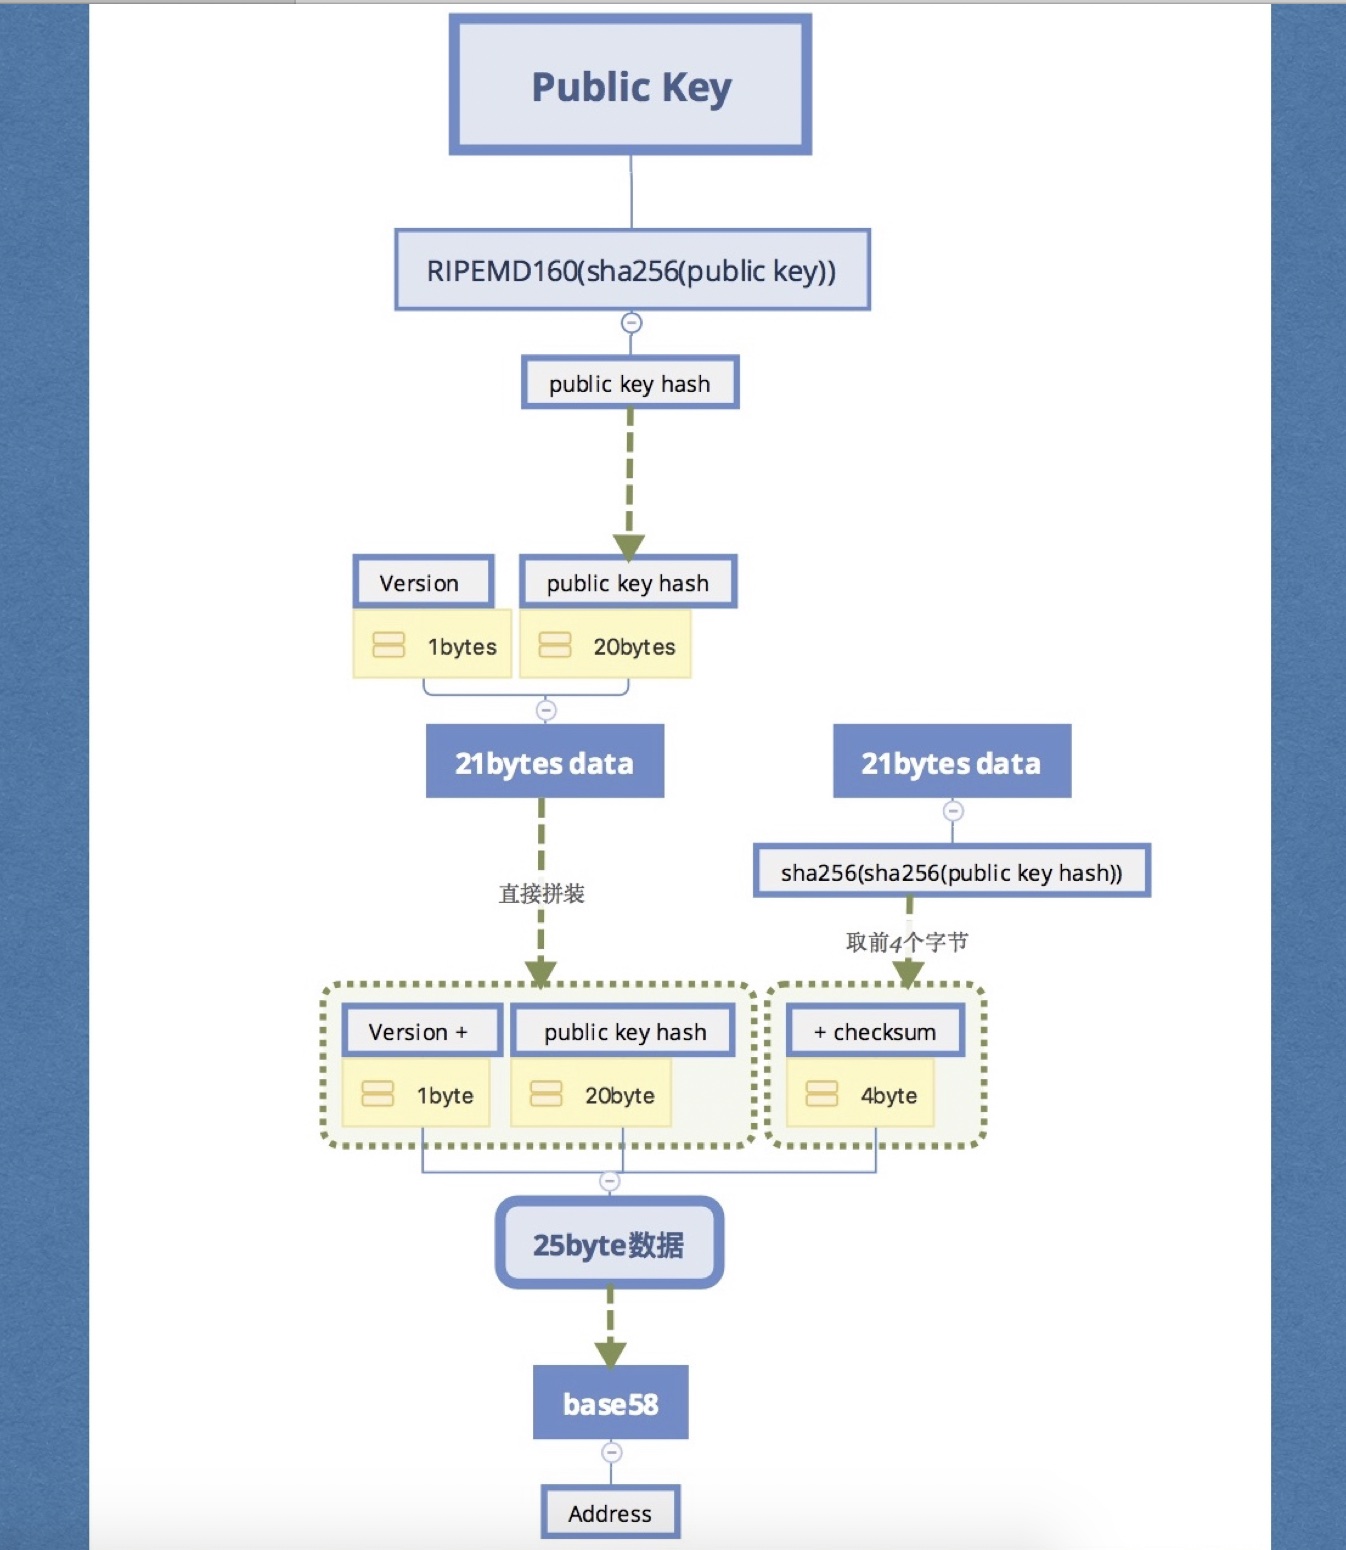 Public Key
RIPEMD160(sha256(public key))
public key hash
Version
public key hash
1bytes
20bytes
21bytes data
21bytes data
sha256(sha256(public key hash))
直接拼装
取前4个字节
Version +
public key hash
+ checksum
1byte
20byte
4byte
25byte数据
base58
Address